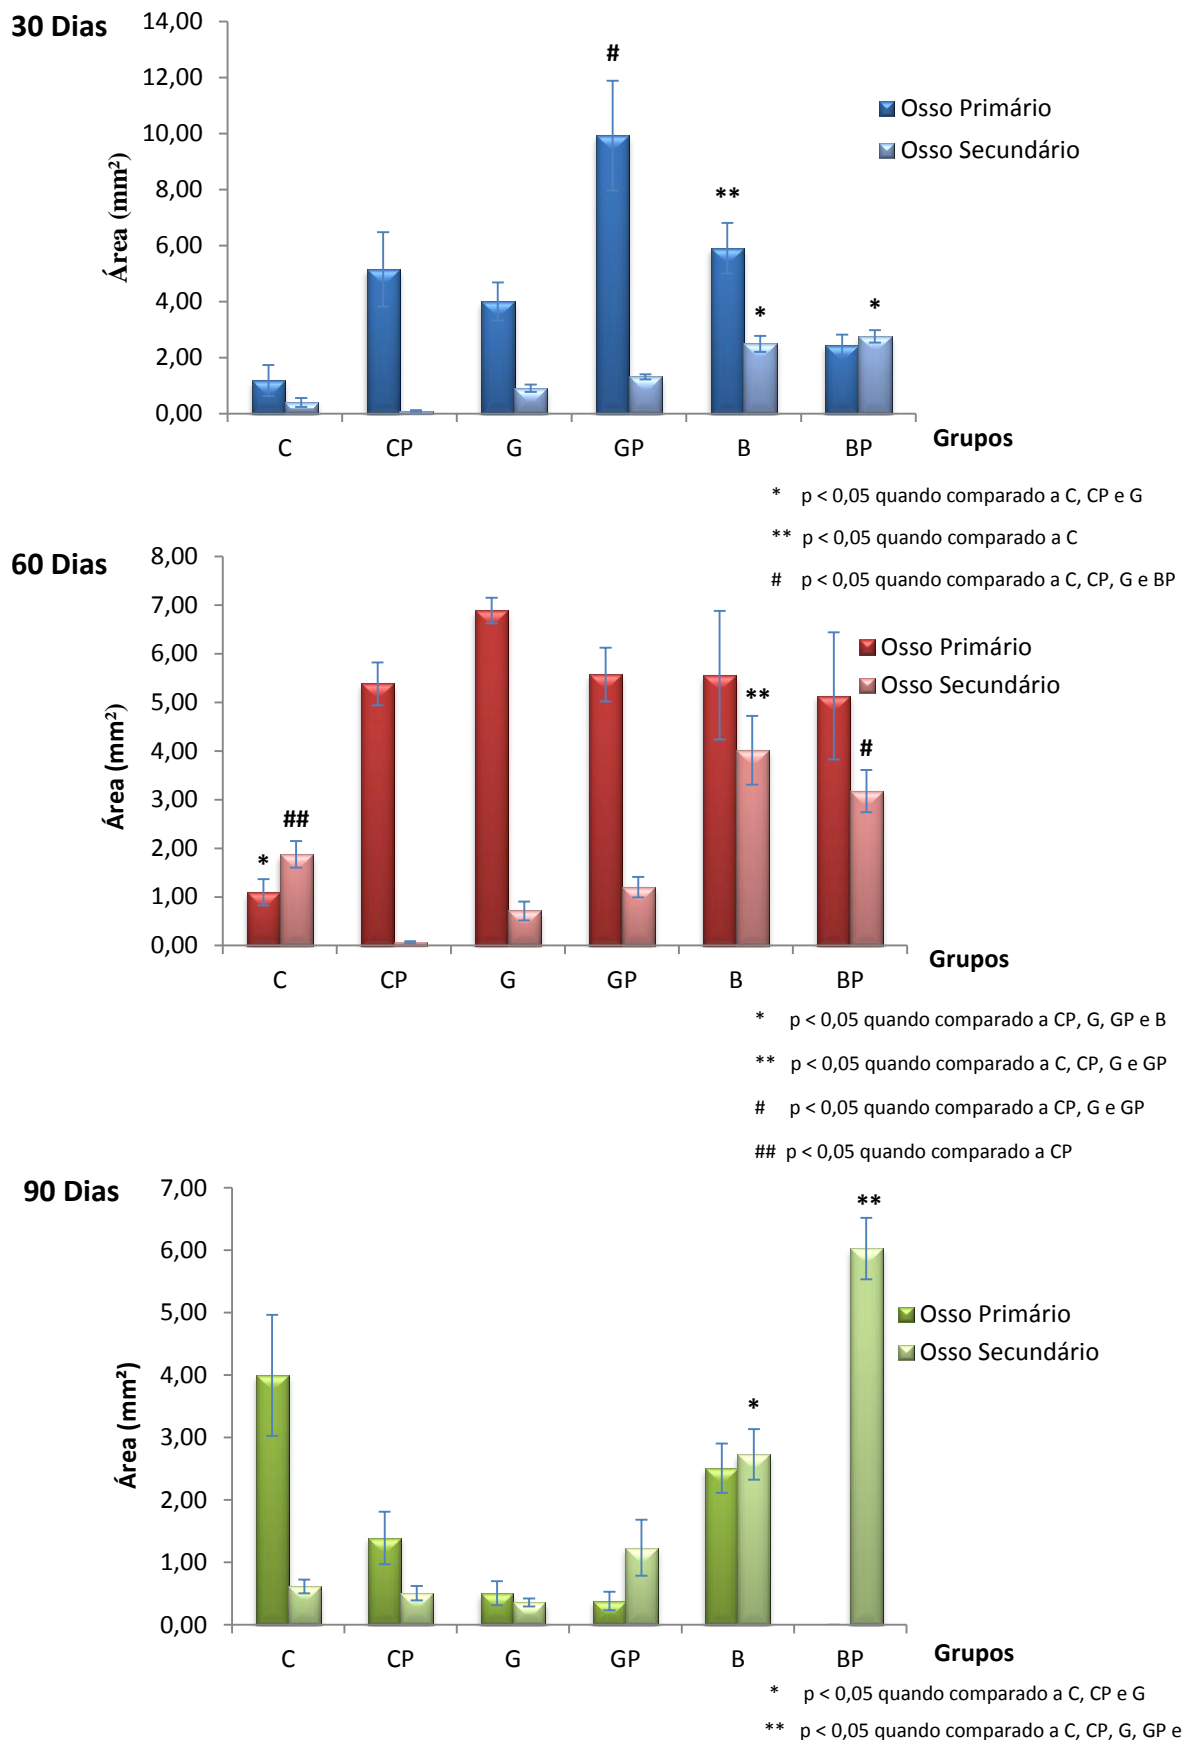 30 Dias
14,00
12,00
10,00
8,00
6,00
4,00
2,00
0,00
Área (mm²)
#
**
*
*
Osso Primário
Osso Secundário
C CP G GP B BP
Grupos
* p < 0,05 quando comparado a C, CP e G
** p < 0,05 quando comparado a C
# p < 0,05 quando comparado a C, CP, G e BP
60 Dias
8,00
7,00
6,00
5,00
4,00
3,00
2,00
1,00
0,00
Área (mm²)
*
##
**
#
Osso Primário
Osso Secundário
C CP G GP B BP
Grupos
* p < 0,05 quando comparado a CP, G, GP e B
** p < 0,05 quando comparado a C, CP, G e GP
# p < 0,05 quando comparado a CP, G e GP
## p < 0,05 quando comparado a CP
90 Dias
7,00
6,00
5,00
4,00
3,00
2,00
1,00
0,00
Área (mm²)
*
**
Osso Primário
Osso Secundário
C CP G GP B BP
Grupos
* p < 0,05 quando comparado a C, CP e G
** p < 0,05 quando comparado a C, CP, G, GP e